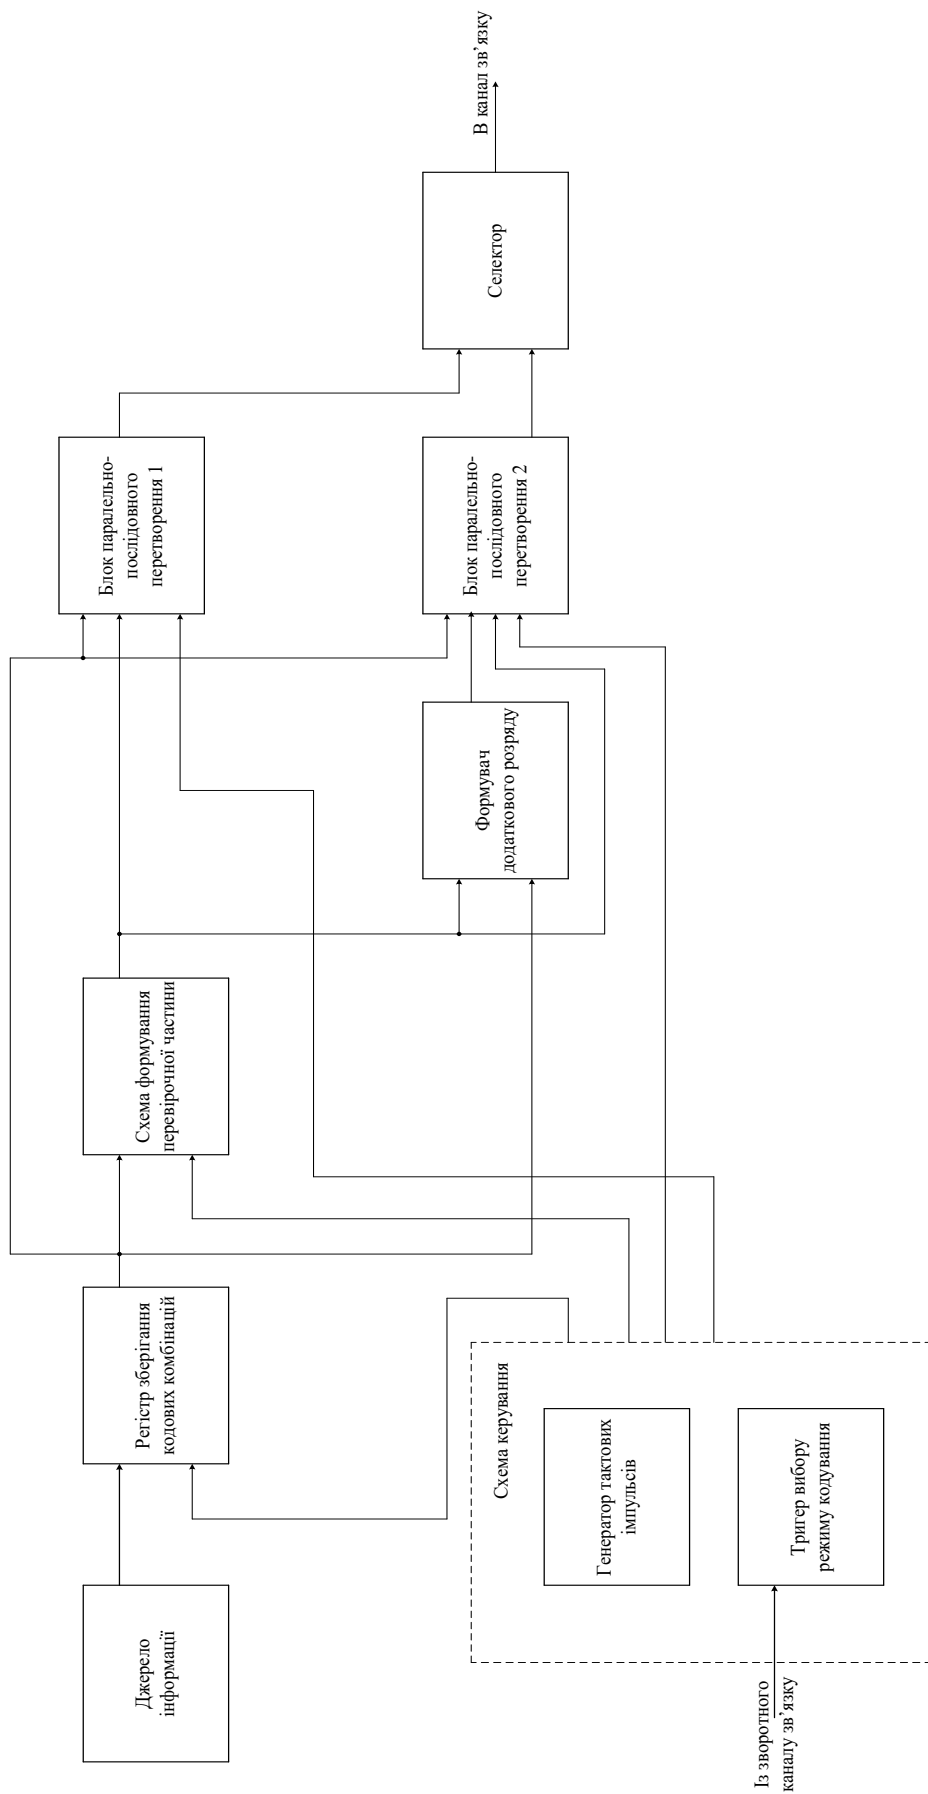 Джерело
інформації
Регістр зберігання
кодових комбінацій
Схема формування
перевірочної частини
Блок паралельно-
послідовного
перетворення 1
Формувач
додаткового розряду
Блок паралельно-
послідовного
перетворення 2
Селектор
В канал зв’язку
Схема керування
Генератор тактових
імпульсів
Тригер вибору
режиму кодування
Із зворотного
каналу зв’язку